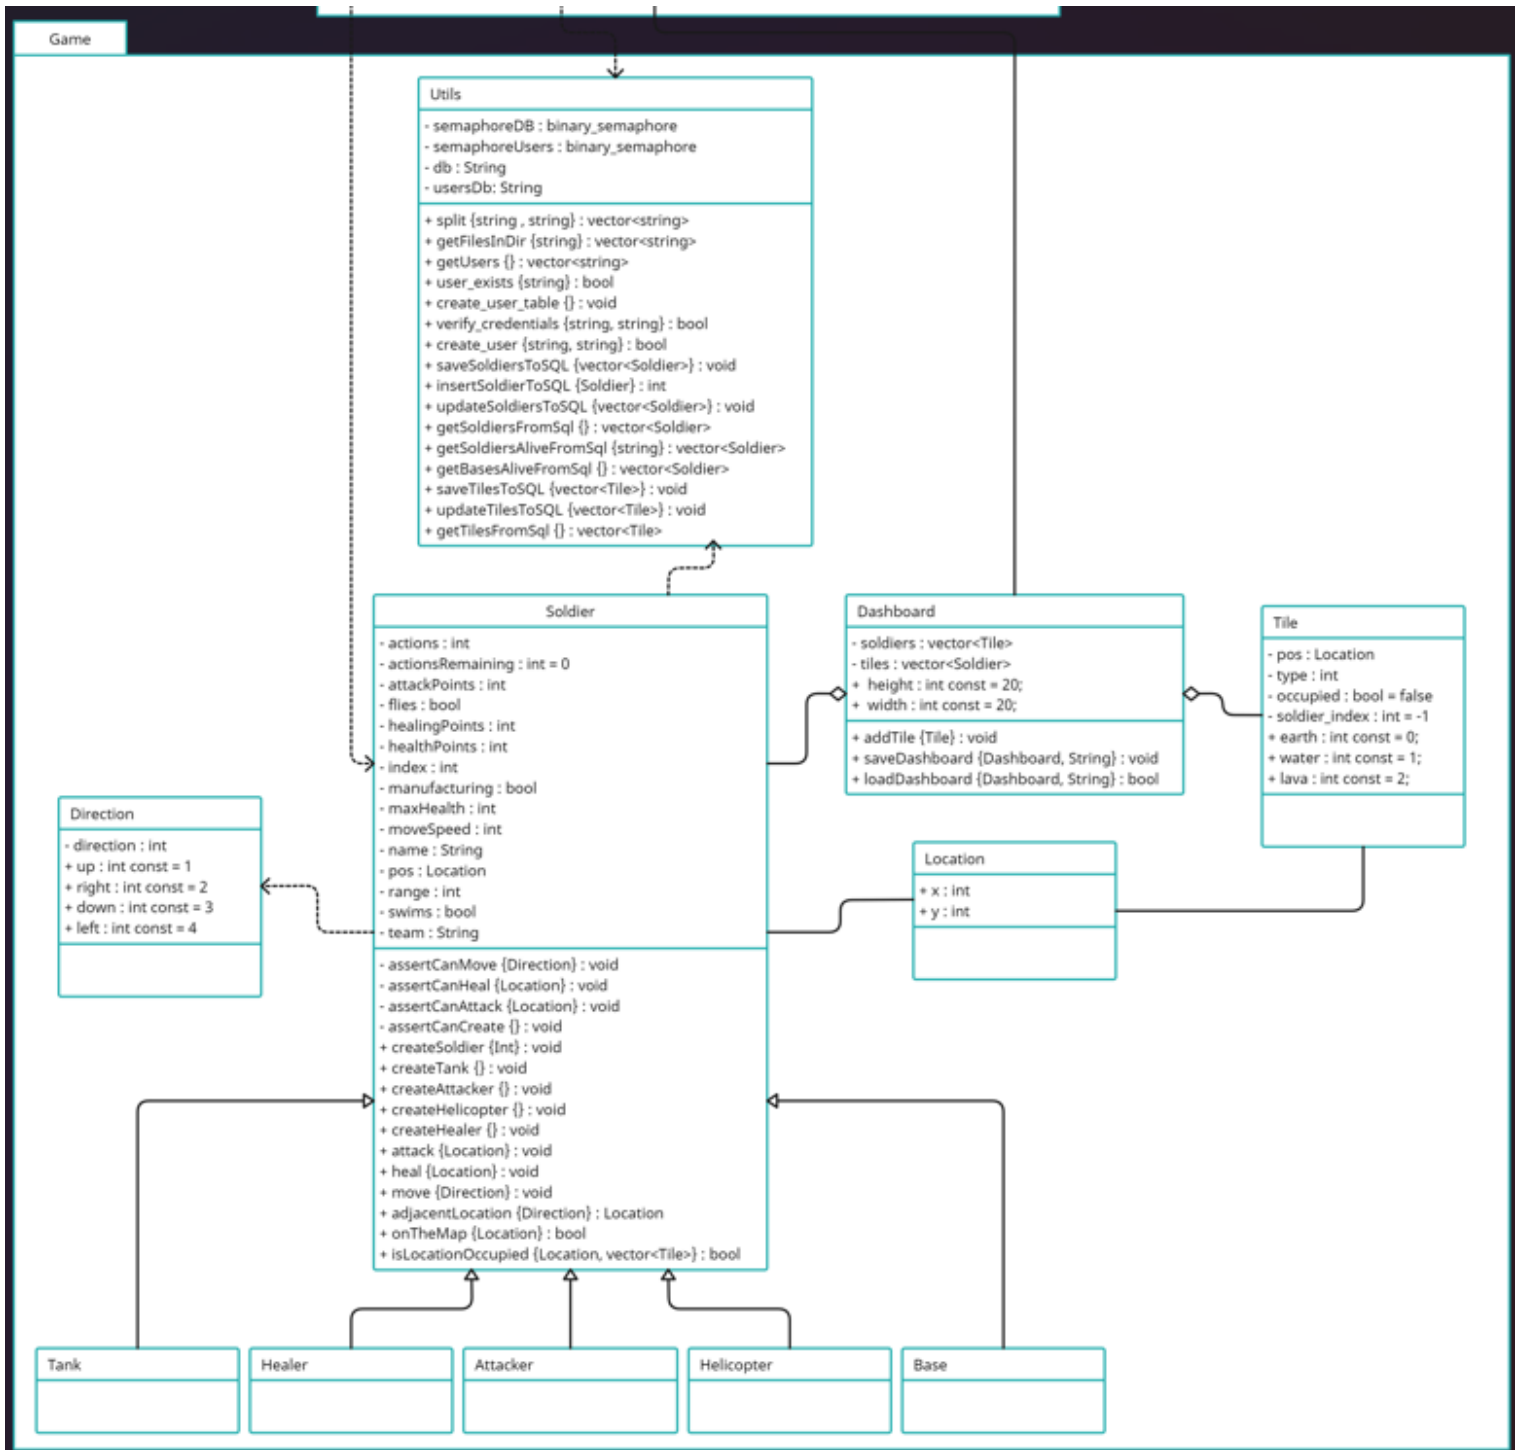 Game
Utils
- semaphoreDB : binary_semaphore
- semaphoreUsers : binary_semaphore
- db : String
- usersDb: String
+ split {string , string} : vector<string>
+ getFilesInDir {string} : vector<string>
+ getUsers {} : vector<string>
+ user_exists {string} : bool
+ create_user_table {} : void
+ verify_credentials {string, string} : bool
+ create_user {string, string} : bool
+ saveSoldiersToSQL {vector<Soldier>} : void
+ insertSoldierToSQL {Soldier} : int
+ updateSoldiersToSQL {vector<Soldier>} : void
+ getSoldiersFromSql {} : vector<Soldier>
+ getSoldiersAliveFromSql {string} : vector<Soldier>
+ getBasesAliveFromSql {} : vector<Soldier>
+ saveTilesToSQL {vector<Tile>} : void
+ updateTilesToSQL {vector<Tile>} : void
+ getTilesFromSql {} : vector<Tile>
Soldier
- actions : int
- actionsRemaining : int = 0
- attackPoints : int
- flies : bool
- healingPoints : int
- healthPoints : int
- index : int
- manufacturing : bool
- maxHealth : int
- moveSpeed : int
- name : String
- pos : Location
- range : int
- swims : bool
- team : String
- assertCanMove {Direction} : void
- assertCanHeal {Location} : void
- assertCanAttack {Location} : void
- assertCanCreate {} : void
+ createSoldier {Int} : void
+ createTank {} : void
+ createAttacker {} : void
+ createHelicopter {} : void
+ createHealer {} : void
+ attack {Location} : void
+ heal {Location} : void
+ move {Direction} : void
+ adjacentLocation {Direction} : Location
+ onTheMap {Location} : bool
+ isLocationOccupied {Location, vector<Tile>} : bool
Dashboard
- soldiers : vector<Tile>
- tiles : vector<Soldier>
+ height : int const = 20;
+ width : int const = 20;
+ addTile {Tile} : void
+ saveDashboard {Dashboard, String} : void
+ loadDashboard {Dashboard, String} : bool
Tile
- pos : Location
- type : int
- occupied : bool = false
- soldier_index : int = -1
+ earth : int const = 0;
+ water : int const = 1;
+ lava : int const = 2;
Direction
- direction : int
+ up : int const = 1
+ right : int const = 2
+ down : int const = 3
+ left : int const = 4
Location
+ x : int
+ y : int
Tank
Healer
Attacker
Helicopter
Base